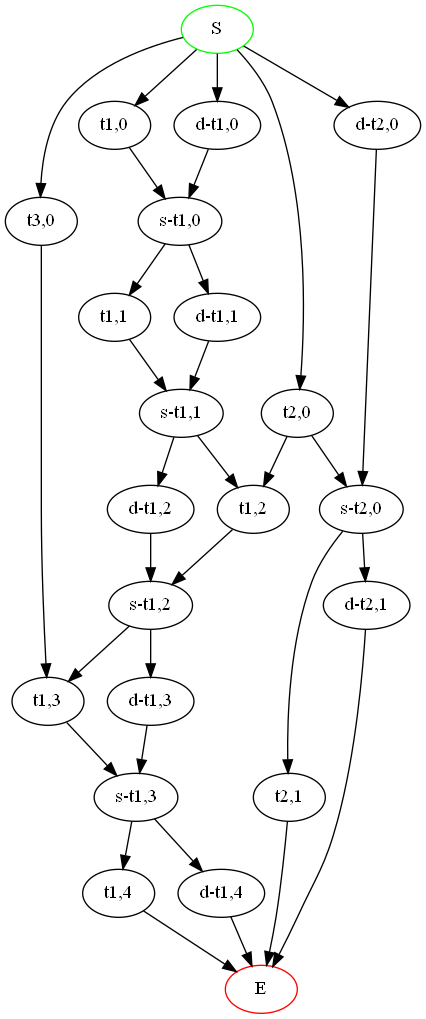 S
t1,0
d-t1,0
d-t2,0
t3,0
s-t1,0
t1,1
d-t1,1
s-t1,1
t2,0
d-t1,2
t1,2
s-t2,0
s-t1,2
d-t2,1
t1,3
d-t1,3
s-t1,3
t2,1
t1,4
d-t1,4
E